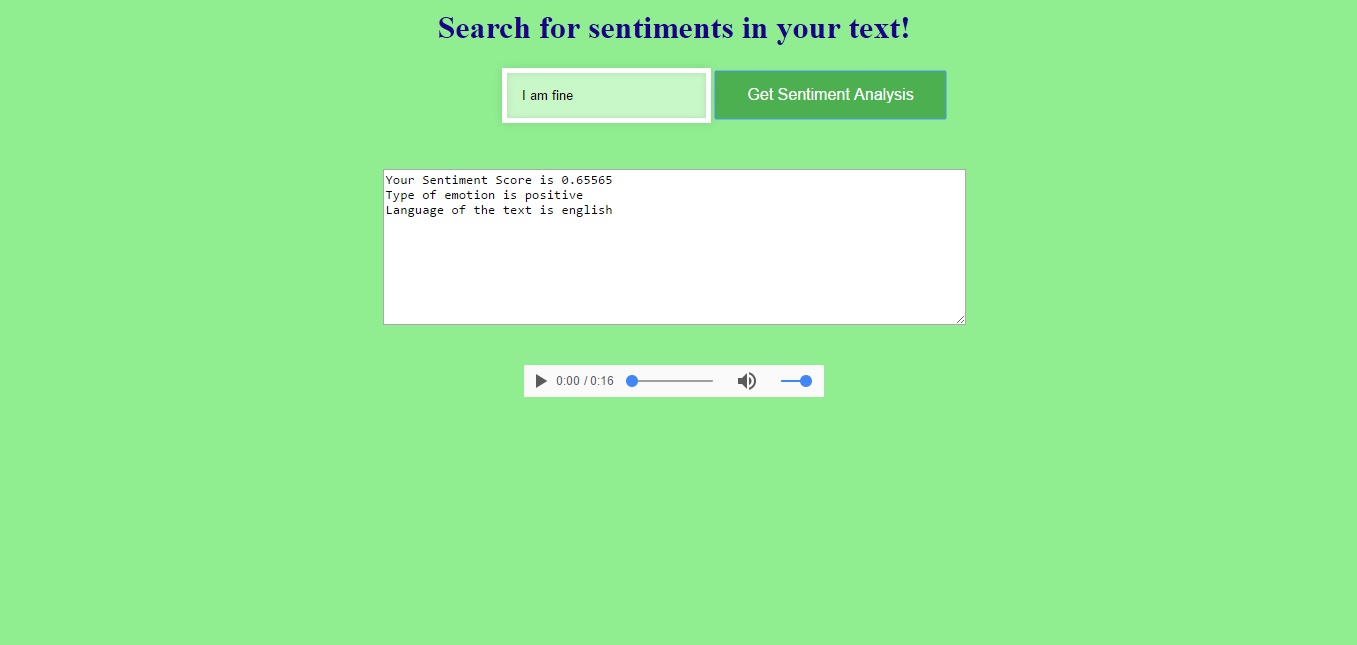 Search for sentiments in your text!
I am fine
Get Sentiment Analysis
Your Sentiment Score is 0.65565
Type of emotion is positive
Language of the text is english
0:00 / 0:16